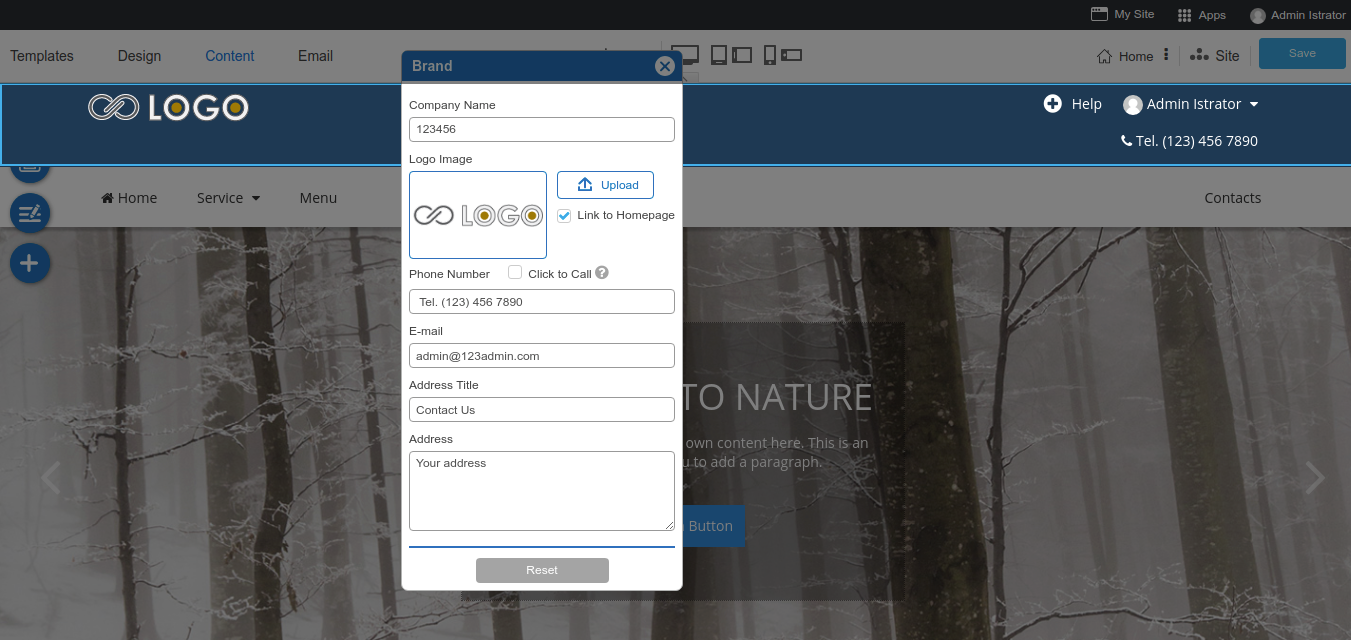 My Site
Apps
Admin Istrator
Templates
Design
Content
Email
Home
Site
Save
Brand
LOGO
Help
Admin Istrator
Tel. (123) 456 7890
Home
Service
Menu
Contacts
Company Name
123456
Logo Image
LOGO
Upload
Link to Homepage
Phone Number
Click to Call
Tel. (123) 456 7890
E-mail
admin@123admin.com
Address Title
Contact Us
Address
Your address
Reset
TO NATURE
own content here. This is an
to add a paragraph.
Button